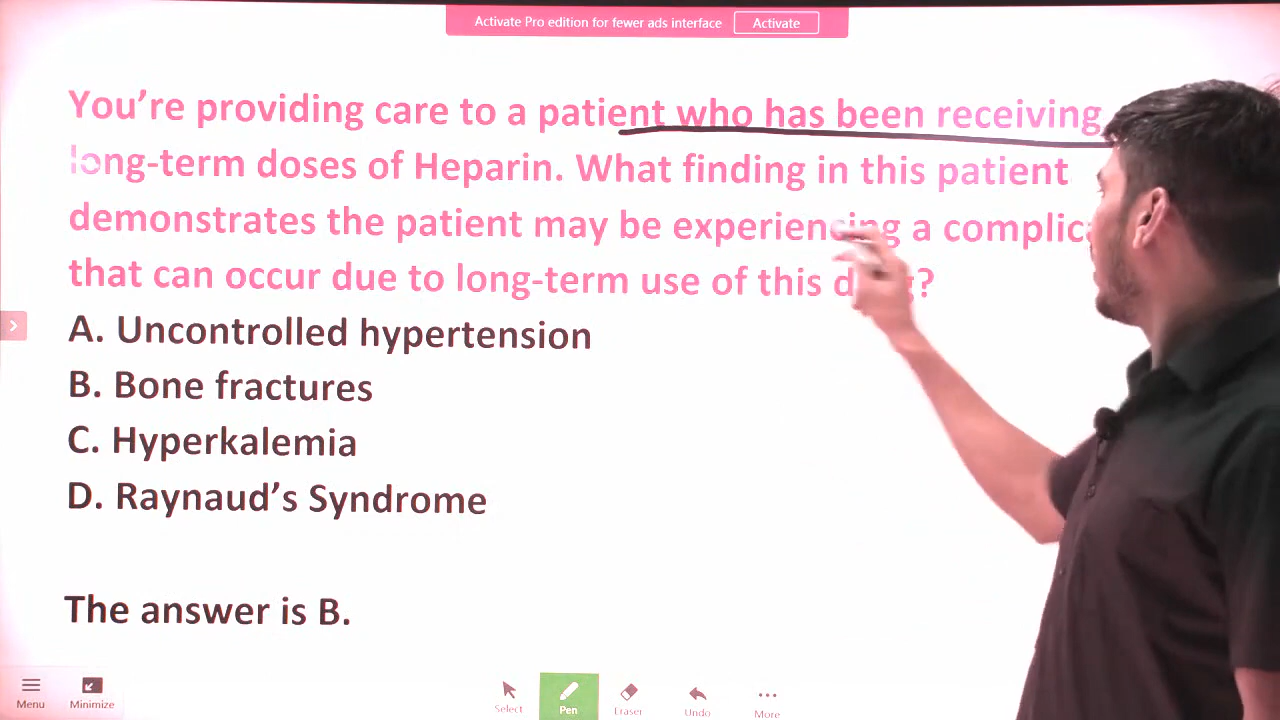 Activate Pro edition for fewer ads interface Activate
You're providing care to a patient who has been receiving
long-term doses of Heparin. What finding in this patient
demonstrates the patient may be experiencing a
that can occur due to long-term use of this
A. Uncontrolled hypertension
B. Bone fractures
C. Hyperkalemia
D. Raynaud's Syndrome
The answer is B.
Menu Minimize Select Pen Eraser Undo More